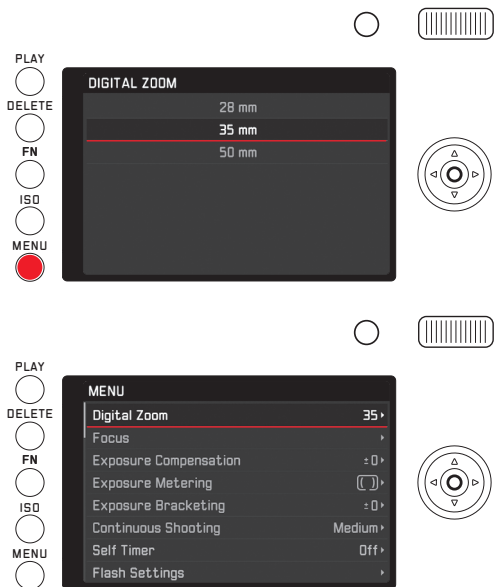 PLAY
DELETE
FN
ISO
MENU
DIGITAL ZOOM
28 mm
35 mm
50 mm
PLAY
DELETE
FN
ISO
MENU
MENU
Digital Zoom 35
Focus
Exposure Compensation ±0
Exposure Metering
Exposure Bracketing ±0
Continuous Shooting Medium
Self Timer Off
Flash Settings